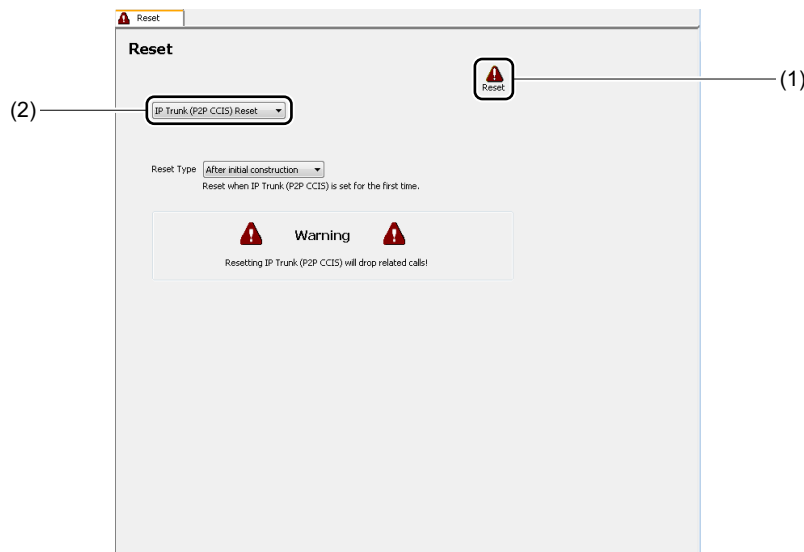 Reset
Reset
Reset
(1)
(2)
IP Trunk (P2P CCIS) Reset
Reset Type After initial construction
Reset when IP Trunk (P2P CCIS) is set for the first time.
Warning
Resetting IP Trunk (P2P CCIS) will drop related calls!